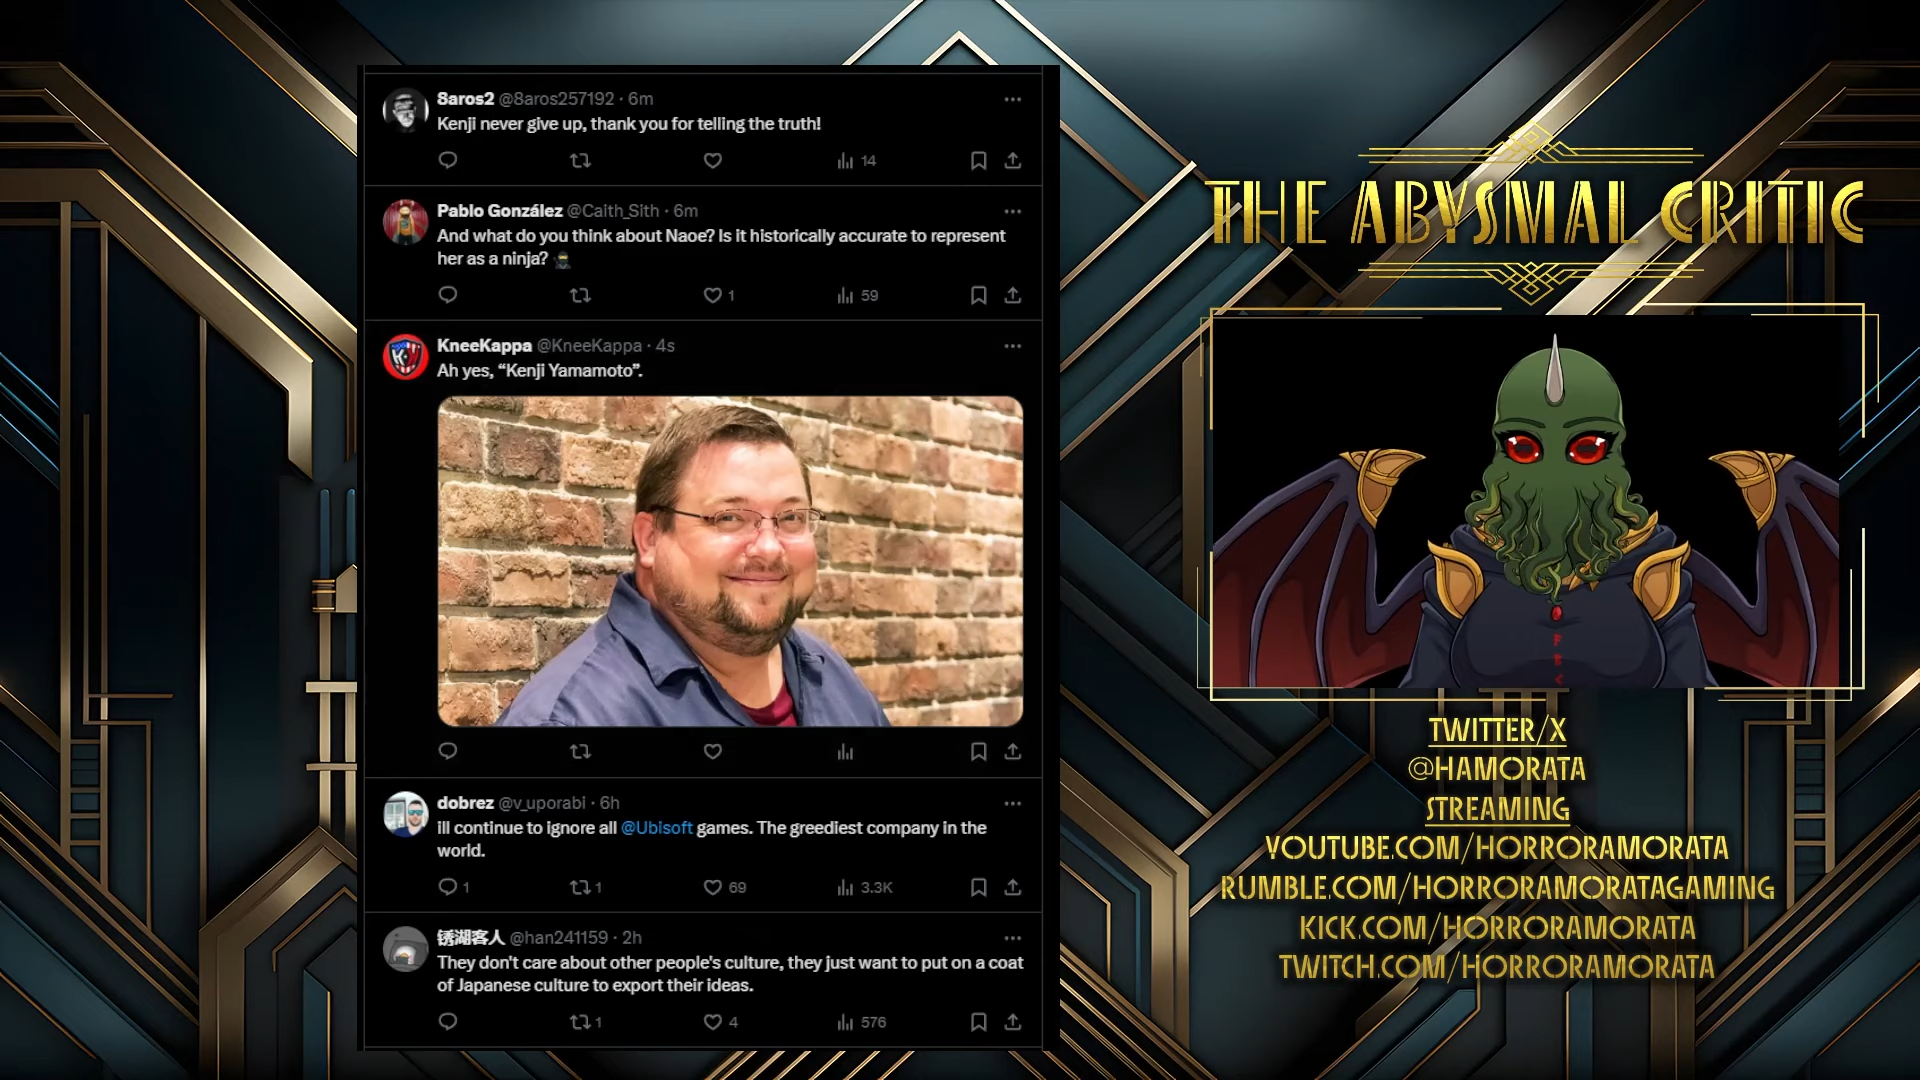 8aros2 @8aros257192 · 6m
Kenji never give up, thank you for telling the truth!
14
Pablo González @Caith_Sith · 6m
And what do you think about Naoe? Is it historically accurate to represent
her as a ninja? 🥷
1 59
KneeKappa @KneeKappa · 4s
Ah yes, “Kenji Yamamoto”.
dobrez @v_uporabi · 6h
ill continue to ignore all @Ubisoft games. The greediest company in the
world.
1 1 69 3.3K
锈湖客人 @han241159 · 2h
They don't care about other people's culture, they just want to put on a coat
of Japanese culture to export their ideas.
1 4 576
THE ABYSMAL CRITIC
TWITTER/X
@HAMORATA
STREAMING
YOUTUBE.COM/HORRORAMORATA
RUMBLE.COM/HORRORAMORATAGAMING
KICK.COM/HORRORAMORATA
TWITCH.COM/HORRORAMORATA